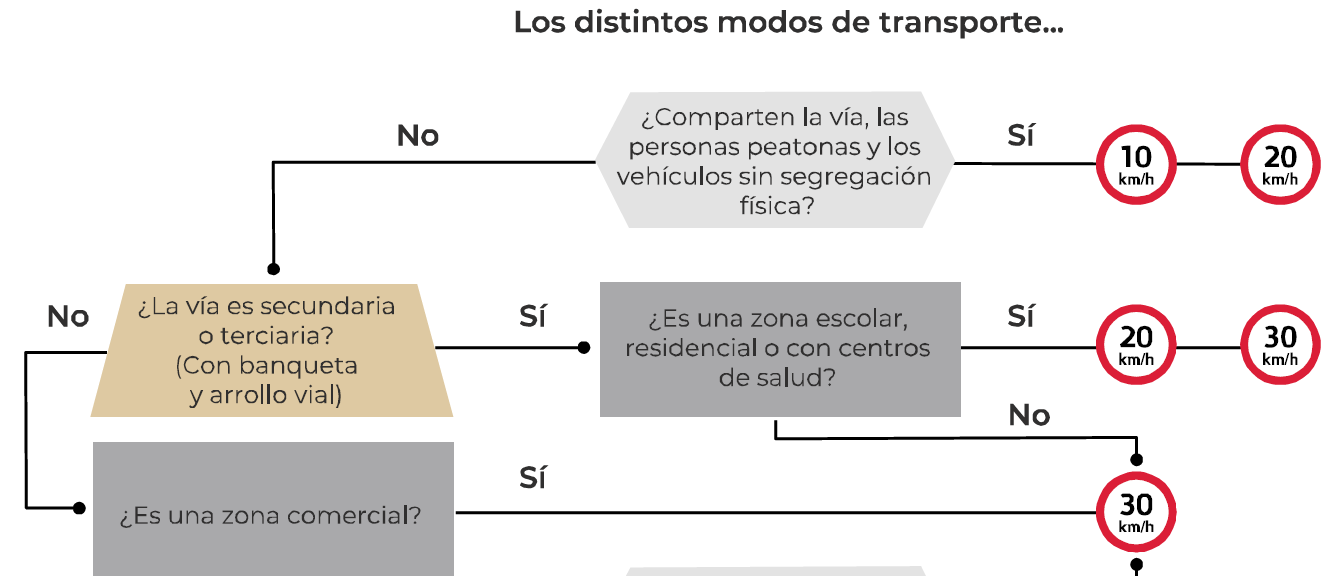 Los distintos modos de transporte...
No
¿Comparten la vía, las
personas peatonas y los
vehículos sin segregación
física?
Sí
10
km/h
20
km/h
No
¿La vía es secundaria
o terciaria?
(Con banqueta
y arrollo vial)
Sí
¿Es una zona escolar,
residencial o con centros
de salud?
Sí
20
km/h
30
km/h
No
¿Es una zona comercial?
Sí
30
km/h